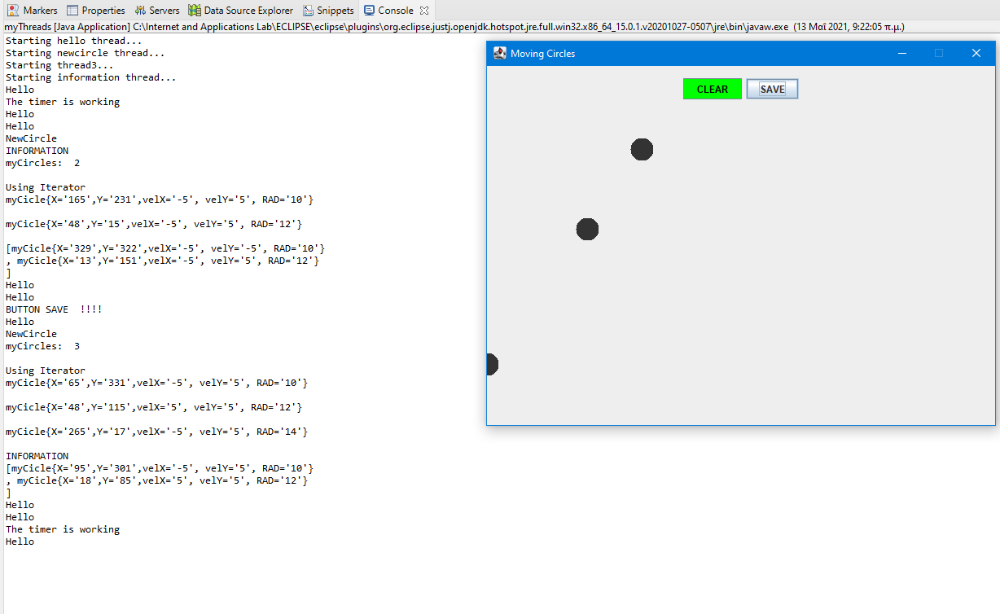 Markers Properties Servers Data Source Explorer Snippets Console
myThreads [Java Application] C:\Internet and Applications Lab\ECLIPSE\eclipse\plugins\org.eclipse.justj.openjdk.hotspot.jre.full.win32.x86_64_15.0.1.v20201027-0507\jre\bin\javaw.exe (13 Μαΐ 2021, 9:22:05 π.μ.)
Starting hello thread...
Starting newcircle thread...
Starting thread3...
Starting information thread...
Hello
The timer is working
Hello
Hello
NewCircle
INFORMATION
myCircles:  2
Using Iterator
myCicle{X='165',Y='231',velX='-5', velY='5', RAD='10'}
myCicle{X='48',Y='15',velX='-5', velY='5', RAD='12'}
[myCicle{X='329',Y='322',velX='-5', velY='-5', RAD='10'}
, myCicle{X='13',Y='151',velX='-5', velY='5', RAD='12'}
]
Hello
Hello
BUTTON SAVE  !!!!
Hello
NewCircle
myCircles:  3
Using Iterator
myCicle{X='65',Y='331',velX='-5', velY='5', RAD='10'}
myCicle{X='48',Y='115',velX='5', velY='5', RAD='12'}
myCicle{X='265',Y='17',velX='-5', velY='5', RAD='14'}
INFORMATION
[myCicle{X='95',Y='301',velX='-5', velY='5', RAD='10'}
, myCicle{X='18',Y='85',velX='5', velY='5', RAD='12'}
]
Hello
Hello
The timer is working
Hello
Moving Circles
CLEAR SAVE